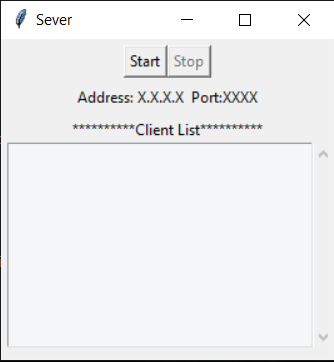 Sever
Start Stop
Address: X.X.X.X  Port:XXXX
**********Client List**********